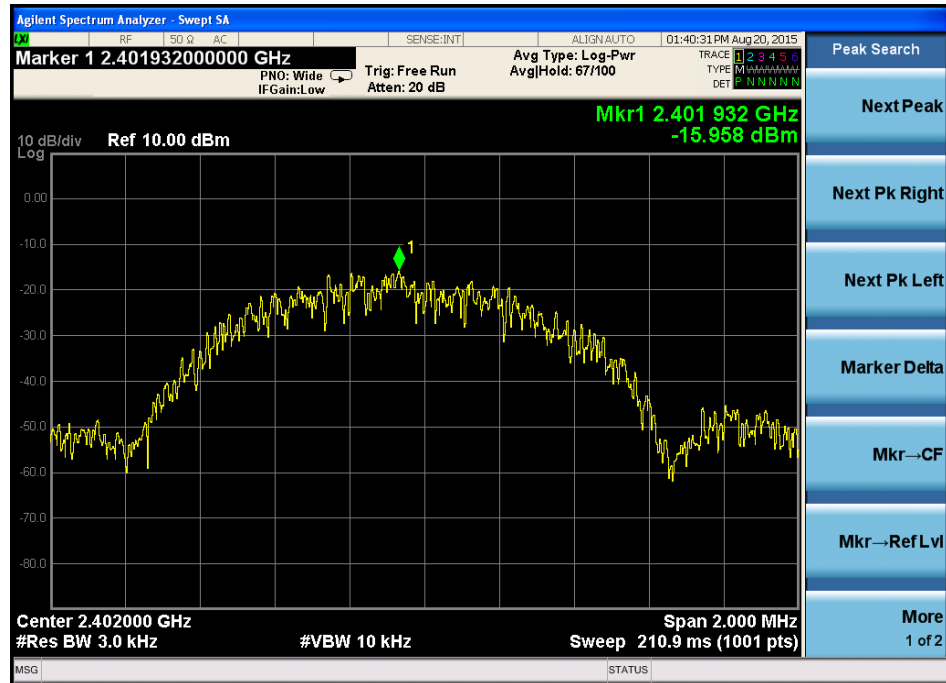 Agilent Spectrum Analyzer - Swept SA
LXI RF 50 Ω AC SENSE:INT ALIGN AUTO 01:40:31 PM Aug 20, 2015
Marker 1 2.401932000000 GHz
PNO: Wide
IFGain:Low
Trig: Free Run
Atten: 20 dB
Avg Type: Log-Pwr
Avg|Hold: 67/100
TRACE 1 2 3 4 5 6
TYPE M
DET P N N N N N
Mkr1 2.401 932 GHz
-15.958 dBm
10 dB/div Ref 10.00 dBm
Log
0.00
-10.0
1
-20.0
-30.0
-40.0
-50.0
-60.0
-70.0
-80.0
Center 2.402000 GHz Span 2.000 MHz
#Res BW 3.0 kHz #VBW 10 kHz Sweep 210.9 ms (1001 pts)
MSG STATUS
Peak Search
Next Peak
Next Pk Right
Next Pk Left
Marker Delta
Mkr→CF
Mkr→Ref Lvl
More
1 of 2